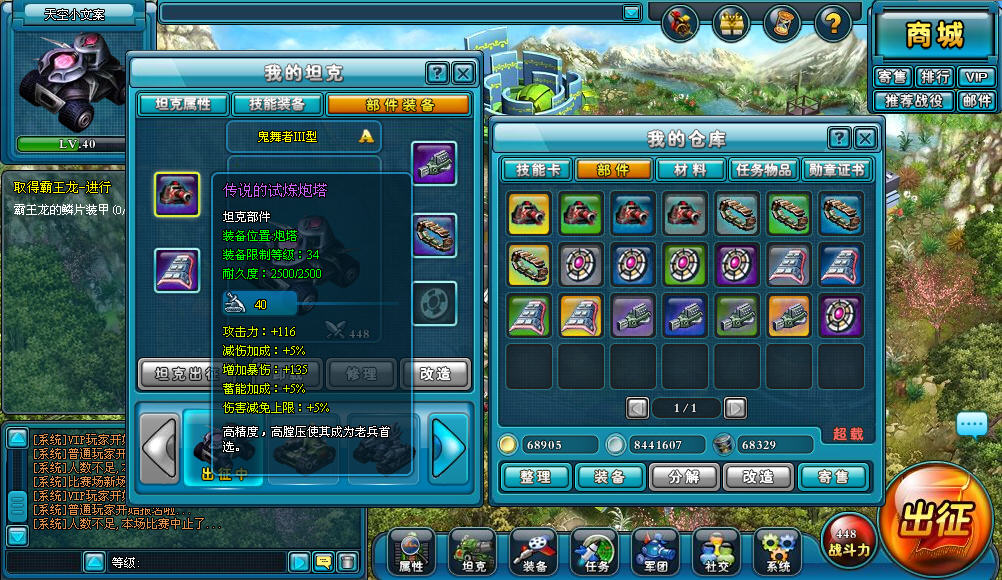 天空小文案
LV.40
取得霸王龙-进行
霸王龙的鳞片装甲(0/
商城
寄售
排行
VIP
推荐战役
邮件
我的坦克
坦克属性
技能装备
部件装备
鬼舞者III型
传说的试炼炮塔
坦克部件
装备位置:炮塔
装备限制等级：34
耐久度：2500/2500
40
攻击力：+116
减伤加成：+5%
增加暴伤：+135
蓄能加成：+5%
伤害减免上限：+5%
高精度，高膛压使其成为老兵首
选。
448
坦克出征
修理
改造
出征中
我的仓库
技能卡
部件
材料
任务物品
勋章证书
1/1
超载
68905
8441607
68329
整理
装备
分解
改造
寄售
[系统]VIP玩家开始
[系统]普通玩家开
[系统]人数不足,本
[系统]比赛场新场
[系统]VIP玩家开
[系统]普通玩家开始报名啦...
[系统]人数不足,本场比赛中止了...
等级:
属性
坦克
装备
任务
军团
社交
系统
448
战斗力
出征